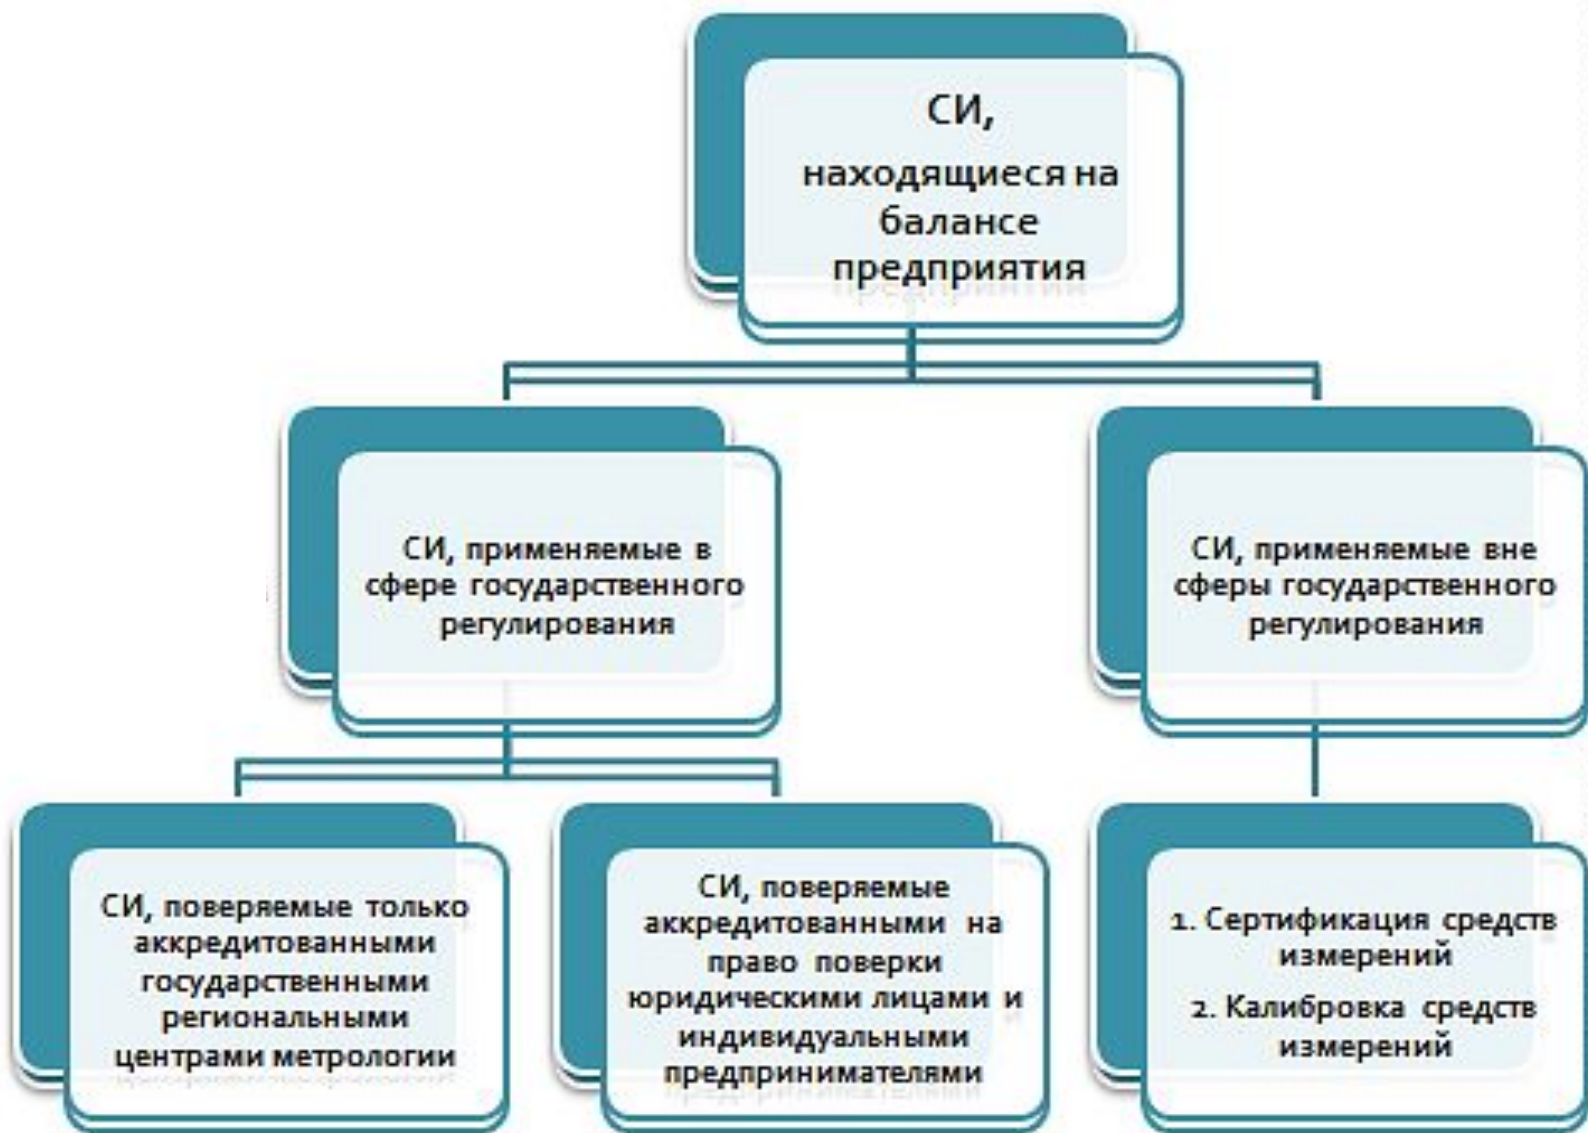 СИ,
находящиеся на
балансе
предприятия
СИ, применяемые в
сфере государственного
регулирования
СИ, применяемые вне
сферы государственного
регулирования
СИ, поверяемые только
аккредитованными
государственными
региональными
центрами метрологии
СИ, поверяемые
аккредитованными на
право поверки
юридическими лицами и
индивидуальными
предпринимателями
1. Сертификация средств
измерений
2. Калибровка средств
измерений